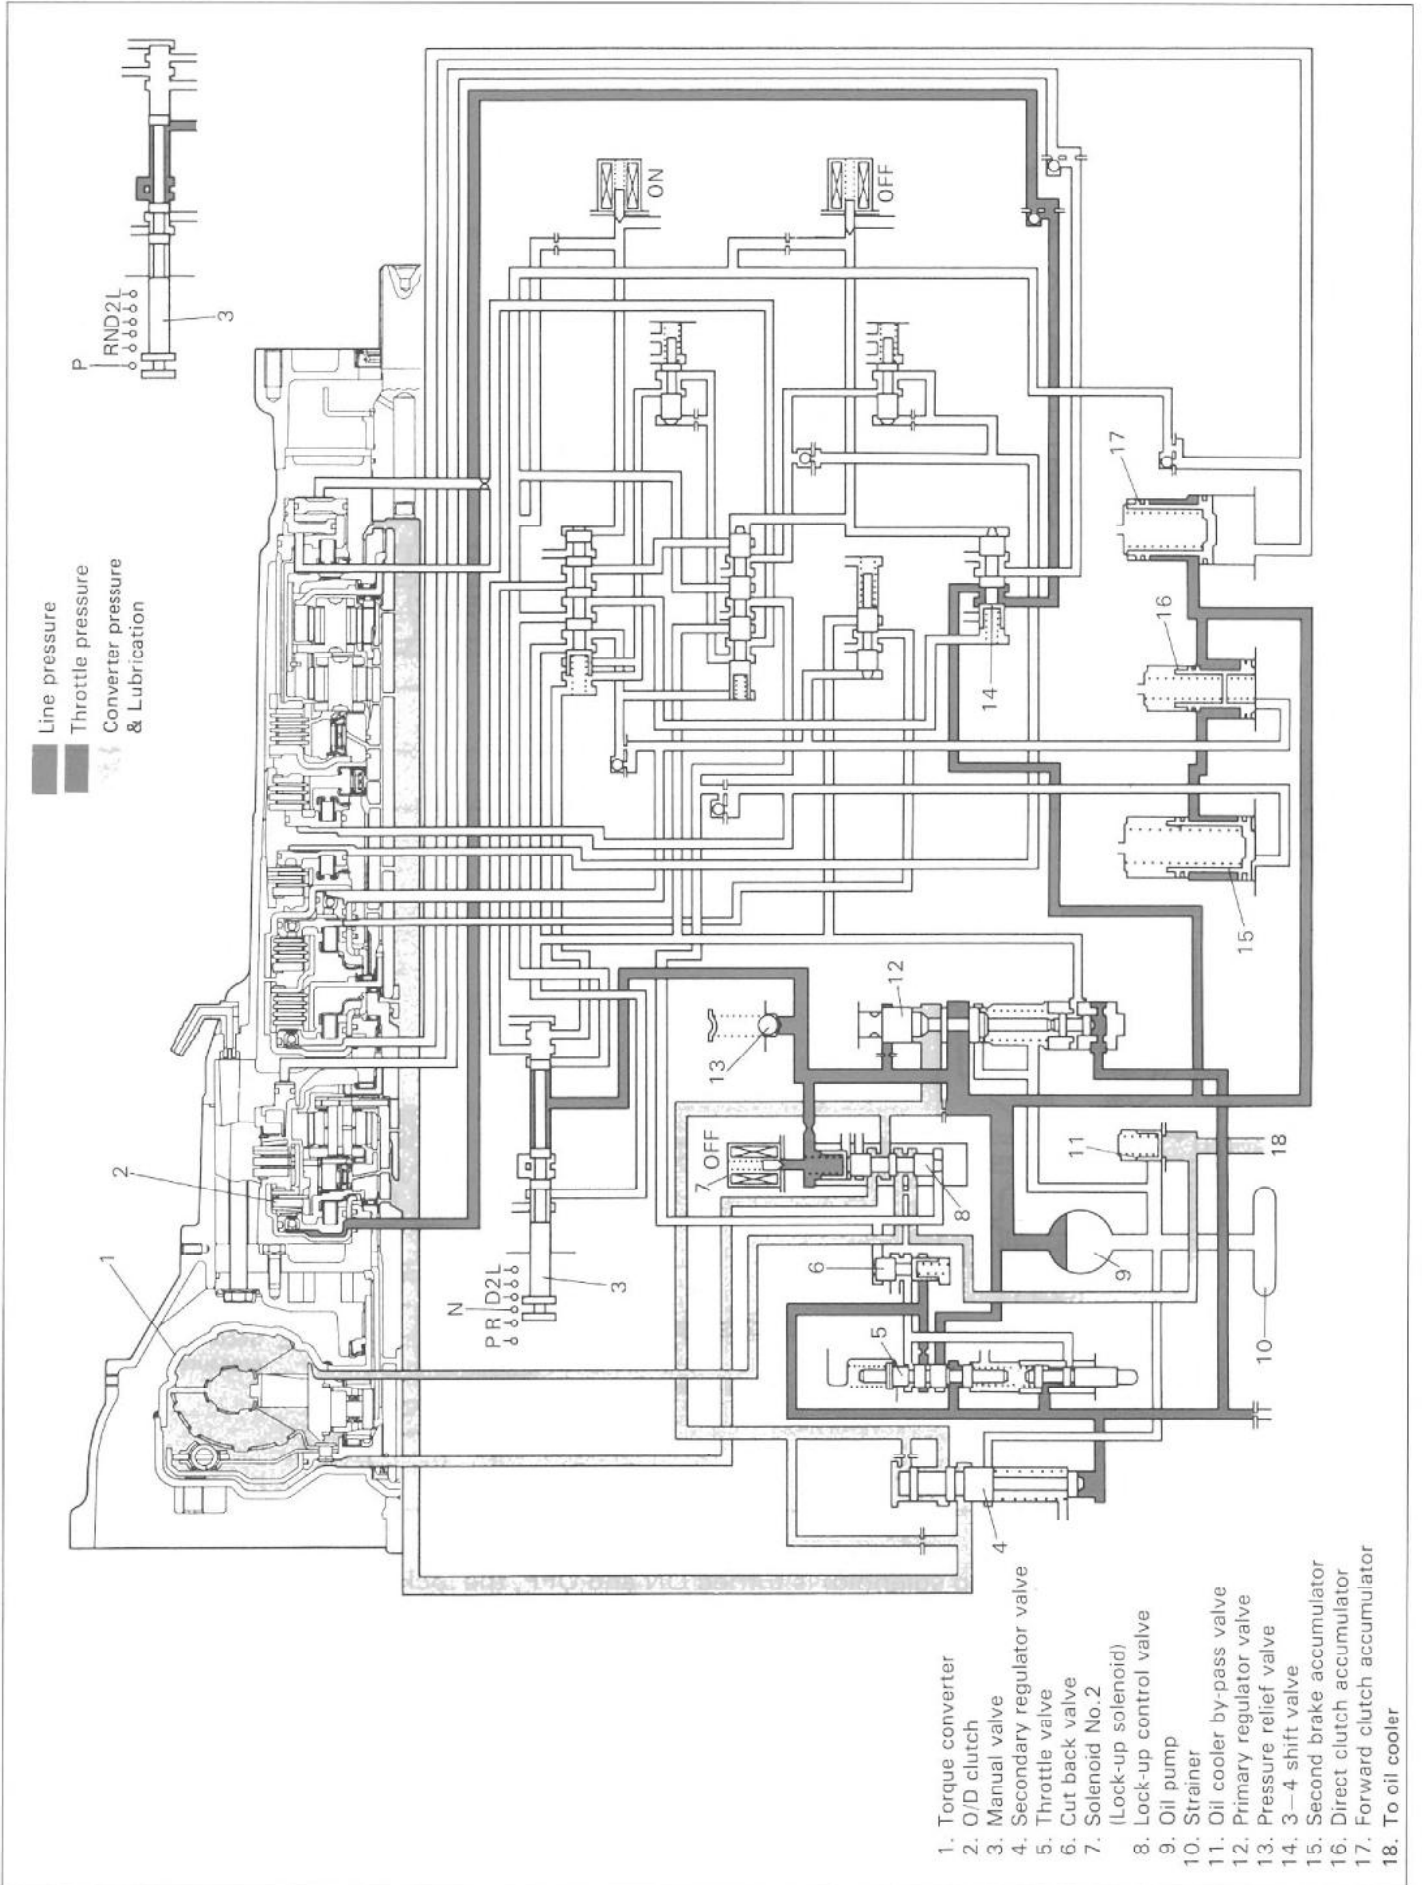 Line pressure
Throttle pressure
Converter pressure
& Lubrication
P
RND2L
3
ON
OFF
17
16
14
15
12
13
2
1
N
PR D2L
3
OFF
7
8
6
5
11
18
9
10
4
1. Torque converter
2. O/D clutch
3. Manual valve
4. Secondary regulator valve
5. Throttle valve
6. Cut back valve
7. Solenoid No.2
(Lock-up solenoid)
8. Lock-up control valve
9. Oil pump
10. Strainer
11. Oil cooler by-pass valve
12. Primary regulator valve
13. Pressure relief valve
14. 3—4 shift valve
15. Second brake accumulator
16. Direct clutch accumulator
17. Forward clutch accumulator
18. To oil cooler